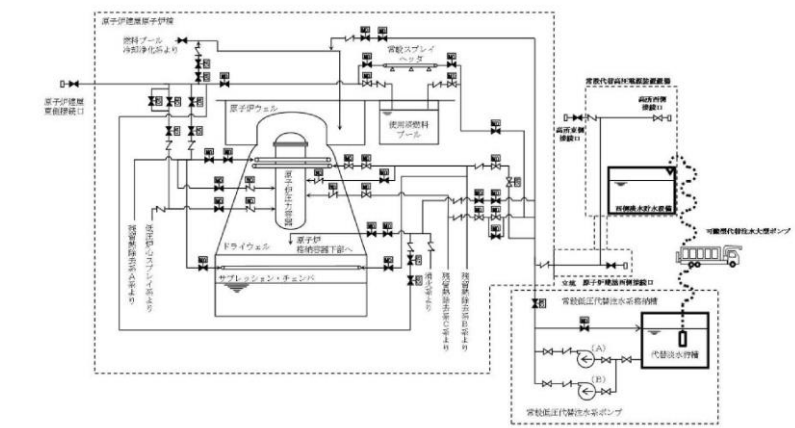 原子炉建屋原子炉棟
燃料プール
冷却浄化系より
常設スプレイ
ヘッダ
常設代替高圧電源装置置場
高所西側
接続口
高所東側
接続口
原子炉建屋
東側接続口
原子炉ウェル
使用済燃料
プール
原子炉圧力容器
西側淡水貯水設備
可搬型代替注水大型ポンプ
ドライウェル
原子炉
格納容器下部へ
サプレッション・チェンバ
残留熱除去系A系より
低圧炉心スプレイ系より
消火系より
残留熱除去系C系より
残留熱除去系B系より
原子炉建屋西側接続口
常設低圧代替注水系格納槽
代替淡水貯槽
(A)
(B)
常設低圧代替注水系ポンプ